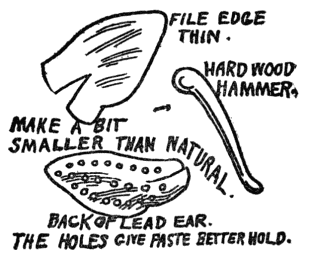 FILE EDGE
THIN.
HARD WOOD
HAMMER.
MAKE A BIT
SMALLER THAN NATURAL.
BACK OF LEAD EAR.
THE HOLES GIVE PASTE BETTER HOLD.